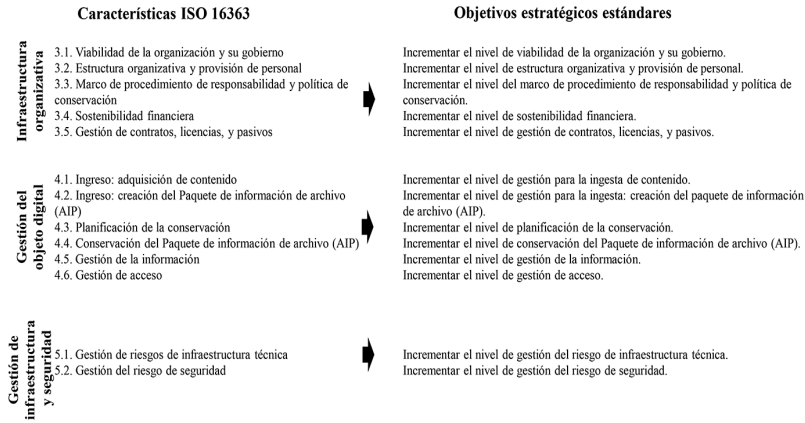 Características ISO 16363
Objetivos estratégicos estándares
Infraestructura
organizativa
3.1. Viabilidad de la organización y su gobierno
3.2. Estructura organizativa y provisión de personal
3.3. Marco de procedimiento de responsabilidad y política de
conservación
3.4. Sostenibilidad financiera
3.5. Gestión de contratos, licencias, y pasivos
Incrementar el nivel de viabilidad de la organización y su gobierno.
Incrementar el nivel de estructura organizativa y provisión de personal.
Incrementar el nivel del marco de procedimiento de responsabilidad y política de
conservación.
Incrementar el nivel de sostenibilidad financiera.
Incrementar el nivel de gestión de contratos, licencias, y pasivos.
Gestión del
objeto digital
4.1. Ingreso: adquisición de contenido
4.2. Ingreso: creación del Paquete de información de archivo
(AIP)
4.3. Planificación de la conservación
4.4. Conservación del Paquete de información de archivo (AIP)
4.5. Gestión de la información
4.6. Gestión de acceso
Incrementar el nivel de gestión para la ingesta de contenido.
Incrementar el nivel de gestión para la ingesta: creación del paquete de información
de archivo (AIP).
Incrementar el nivel de planificación de la conservación.
Incrementar el nivel de conservación del Paquete de información de archivo (AIP).
Incrementar el nivel de gestión de la información.
Incrementar el nivel de gestión de acceso.
Gestión de
infraestructura
y seguridad
5.1. Gestión de riesgos de infraestructura técnica
5.2. Gestión del riesgo de seguridad
Incrementar el nivel de gestión del riesgo de infraestructura técnica.
Incrementar el nivel de gestión del riesgo de seguridad.